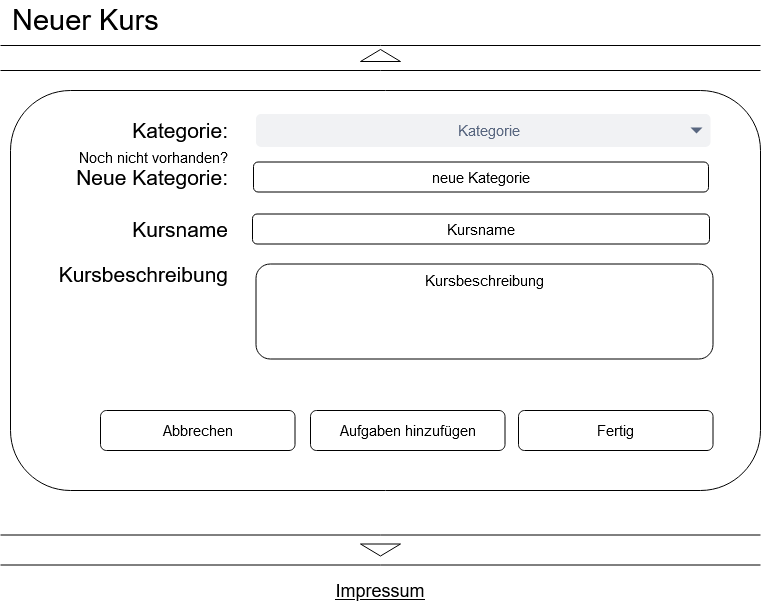 Neuer Kurs
Kategorie: Kategorie
Noch nicht vorhanden?
Neue Kategorie: neue Kategorie
Kursname Kursname
Kursbeschreibung Kursbeschreibung
Abbrechen Aufgaben hinzufügen Fertig
Impressum